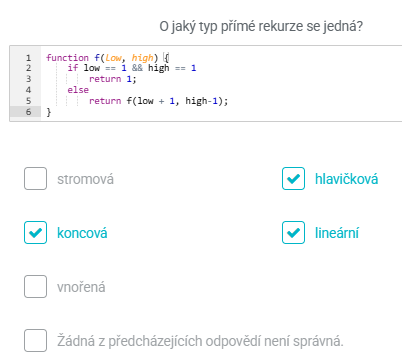 O jaký typ přímé rekurze se jedná?
1 function f(Low, high) {
2 if low == 1 && high == 1
3 return 1;
4 else
5 return f(low + 1, high-1);
6 }
stromová
hlavičková
koncová
lineární
vnořená
Žádná z předcházejících odpovědí není správná.